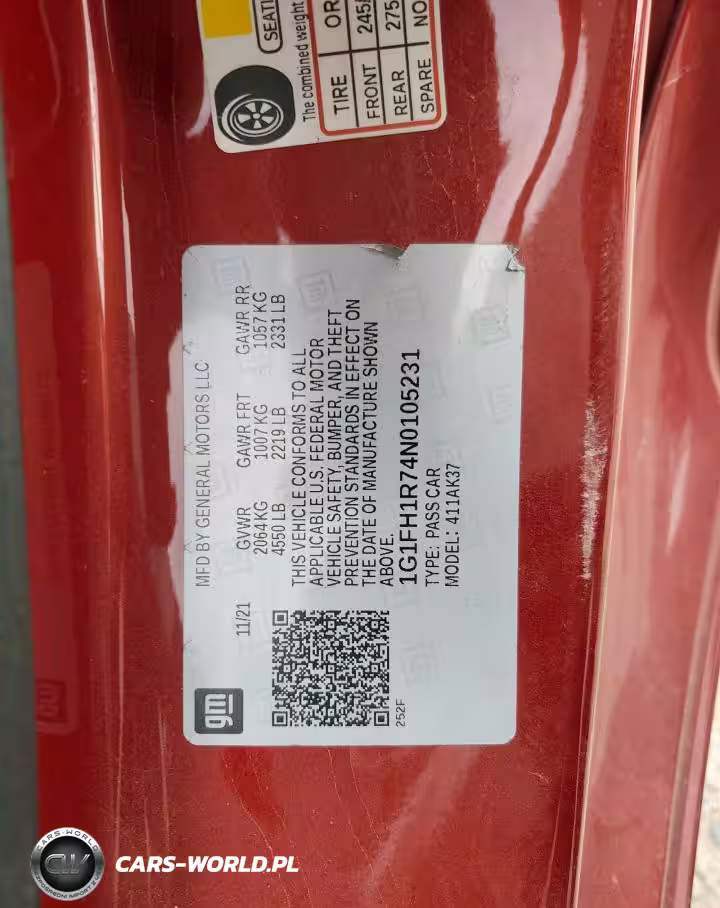 SEATI
The combined weight
TIRE OR
FRONT 245/
REAR 275
SPARE NO
MFD BY GENERAL MOTORS LLC
11/21 GVWR GAWR FRT GAWR RR
2064 KG 1007 KG 1057 KG
4550 LB 2219 LB 2331 LB
THIS VEHICLE CONFORMS TO ALL
APPLICABLE U.S. FEDERAL MOTOR
VEHICLE SAFETY, BUMPER, AND THEFT
PREVENTION STANDARDS IN EFFECT ON
THE DATE OF MANUFACTURE SHOWN
ABOVE.
1G1FH1R74N0105231
TYPE: PASS CAR
MODEL: 411AK37
gm
252F
CARS-WORLD
CW
CARS-WORLD.PL